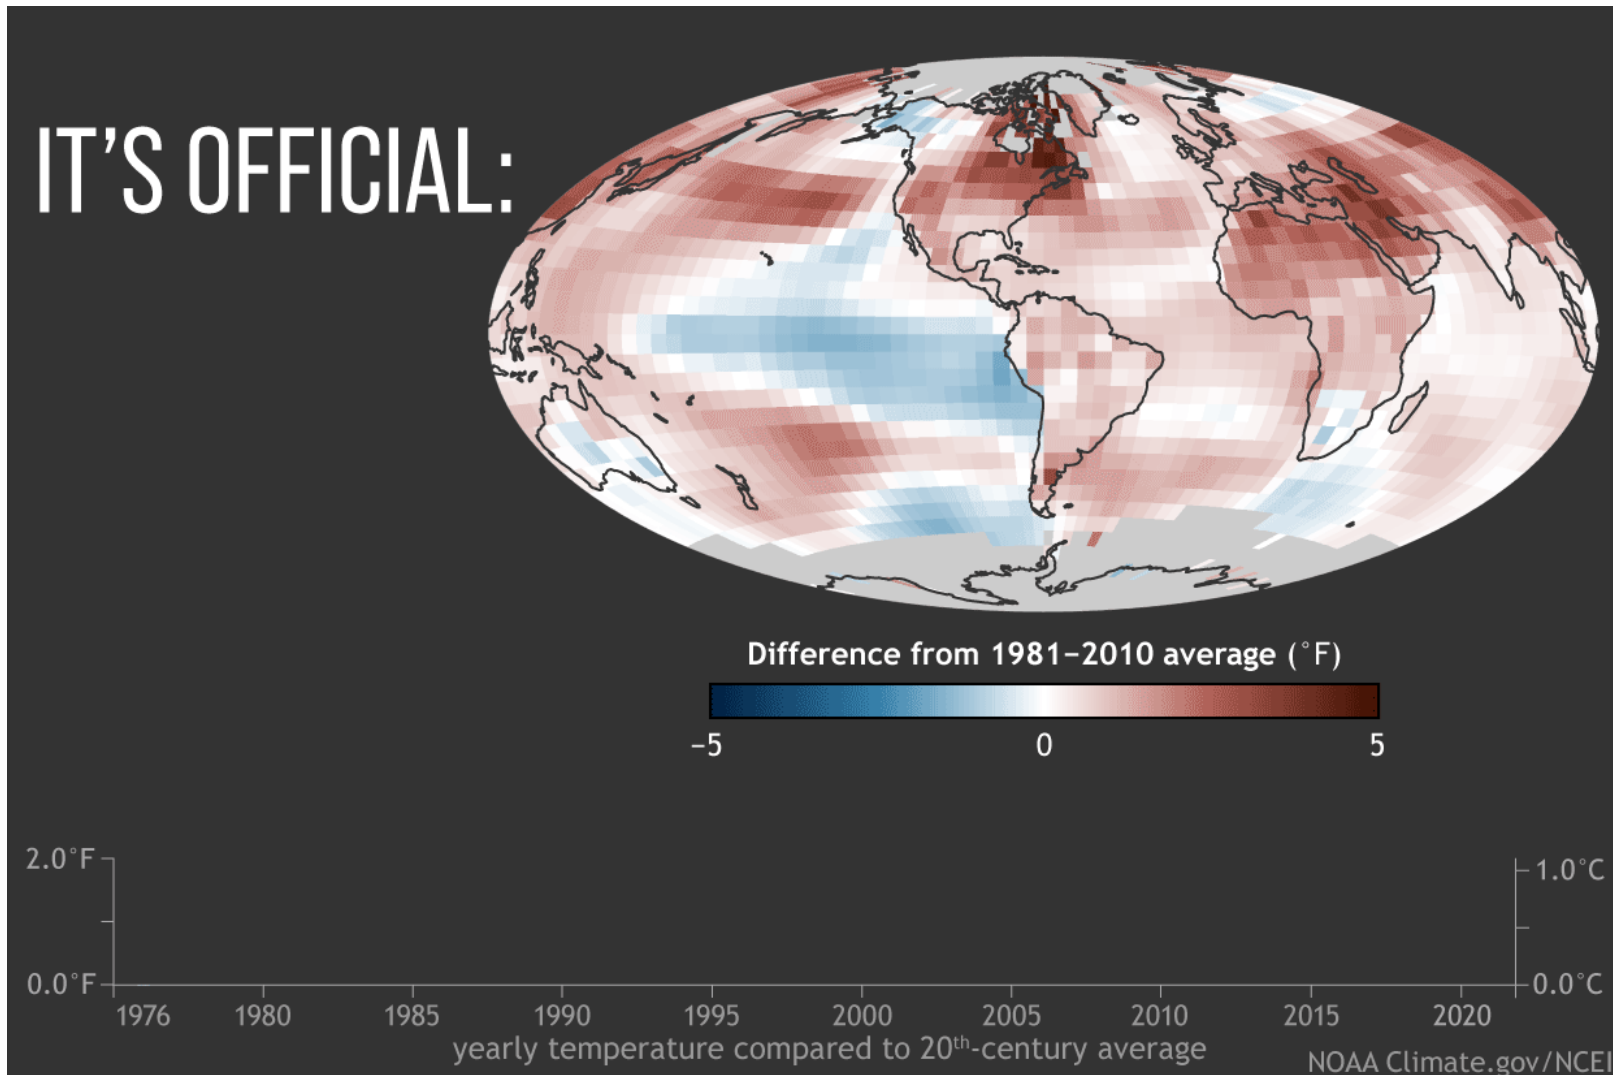 IT'S OFFICIAL:
Difference from 1981–2010 average (°F)
–5 0 5
2.0°F 1.0°C
0.0°F 0.0°C
1976 1980 1985 1990 1995 2000 2005 2010 2015 2020
yearly temperature compared to 20th-century average
NOAA Climate.gov/NCEI